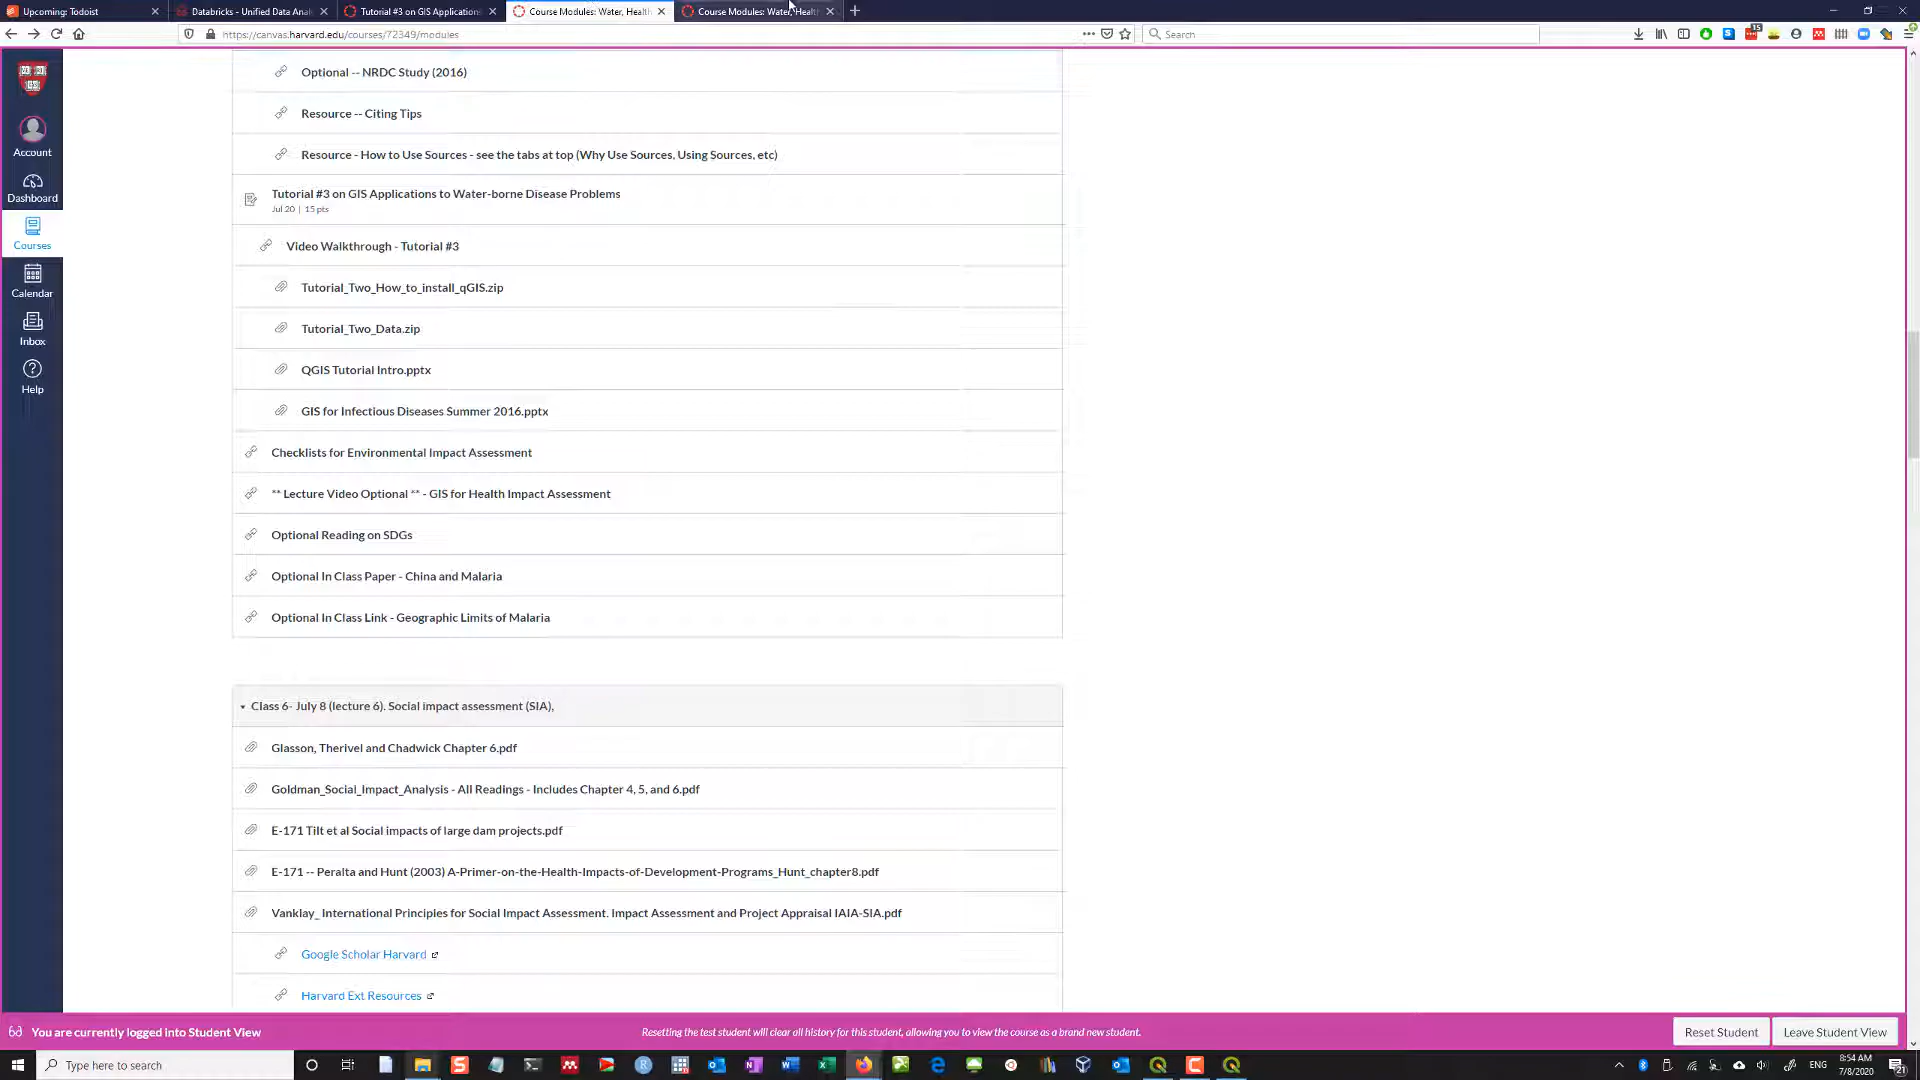 Upcoming: Todoist
Databricks - Unified Data Anal
Tutorial #3 on GIS Applications
Course Modules: Water, Health
Course Modules: Water, Health
https://canvas.harvard.edu/courses/72349/modules
Search
Account
Dashboard
Courses
Calendar
Inbox
Help
Optional -- NRDC Study (2016)
Resource -- Citing Tips
Resource - How to Use Sources - see the tabs at top (Why Use Sources, Using Sources, etc)
Tutorial #3 on GIS Applications to Water-borne Disease Problems
Jul 20 | 15 pts
Video Walkthrough - Tutorial #3
Tutorial_Two_How_to_install_qGIS.zip
Tutorial_Two_Data.zip
QGIS Tutorial Intro.pptx
GIS for Infectious Diseases Summer 2016.pptx
Checklists for Environmental Impact Assessment
** Lecture Video Optional ** - GIS for Health Impact Assessment
Optional Reading on SDGs
Optional In Class Paper - China and Malaria
Optional In Class Link - Geographic Limits of Malaria
Class 6- July 8 (lecture 6). Social impact assessment (SIA),
Glasson, Therivel and Chadwick Chapter 6.pdf
Goldman_Social_Impact_Analysis - All Readings - Includes Chapter 4, 5, and 6.pdf
E-171 Tilt et al Social impacts of large dam projects.pdf
E-171 -- Peralta and Hunt (2003) A-Primer-on-the-Health-Impacts-of-Development-Programs_Hunt_chapter8.pdf
Vanklay_ International Principles for Social Impact Assessment. Impact Assessment and Project Appraisal IAIA-SIA.pdf
Google Scholar Harvard
Harvard Ext Resources
You are currently logged into Student View
Resetting the test student will clear all history for this student, allowing you to view the course as a brand new student.
Reset Student
Leave Student View
Type here to search
ENG
8:54 AM
7/8/2020